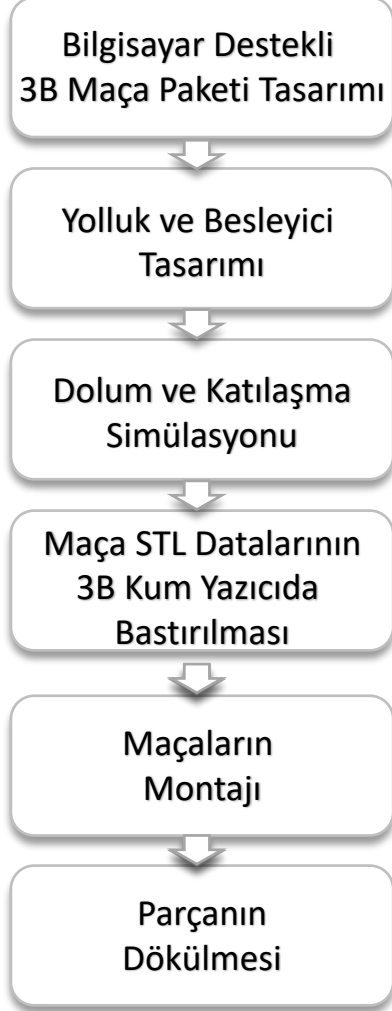 Bilgisayar Destekli
3B Maça Paketi Tasarımı
Yolluk ve Besleyici
Tasarımı
Dolum ve Katılaşma
Simülasyonu
Maça STL Datalarının
3B Kum Yazıcıda
Bastırılması
Maçaların
Montajı
Parçanın
Dökülmesi